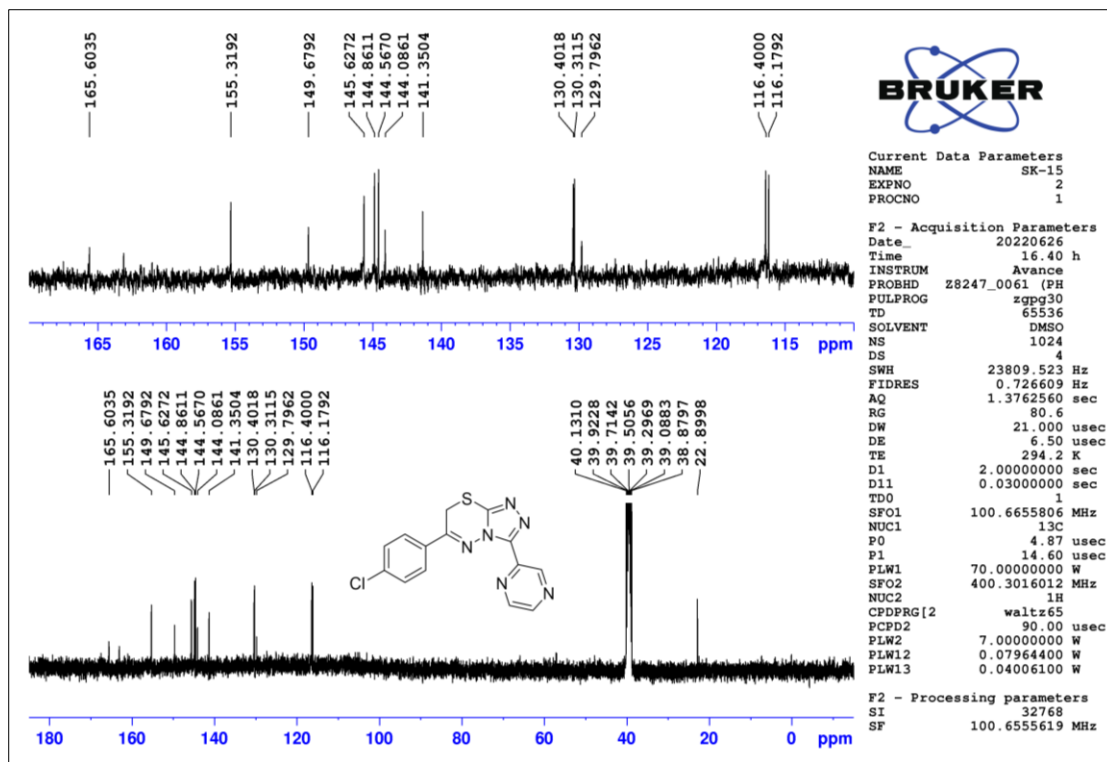 165.6035
155.3192
149.6792
145.6272
144.8611
144.5670
144.0861
141.3504
130.4018
130.3115
129.7962
116.4000
116.1792
165 160 155 150 145 140 135 130 125 120 115 ppm
165.6035
155.3192
149.6792
145.6272
144.8611
144.5670
144.0861
141.3504
130.4018
130.3115
129.7962
116.4000
116.1792
40.1310
39.9228
39.7142
39.5056
39.2969
39.0883
38.8797
22.8998
S
N
N
N
N
Cl
N
N
180 160 140 120 100 80 60 40 20 0 ppm
BRUKER
Current Data Parameters
NAME SK-15
EXPNO 2
PROCNO 1
F2 - Acquisition Parameters
Date_ 20220626
Time 16.40 h
INSTRUM Avance
PROBHD Z8247_0061 (PH
PULPROG zgpg30
TD 65536
SOLVENT DMSO
NS 1024
DS 4
SWH 23809.523 Hz
FIDRES 0.726609 Hz
AQ 1.3762560 sec
RG 80.6
DW 21.000 usec
DE 6.50 usec
TE 294.2 K
D1 2.00000000 sec
D11 0.03000000 sec
TD0 1
SFO1 100.6655806 MHz
NUC1 13C
P0 4.87 usec
P1 14.60 usec
PLW1 70.00000000 W
SFO2 400.3016012 MHz
NUC2 1H
CPDPRG[2 waltz65
PCPD2 90.00 usec
PLW2 7.00000000 W
PLW12 0.07964400 W
PLW13 0.04006100 W
F2 - Processing parameters
SI 32768
SF 100.6555619 MHz